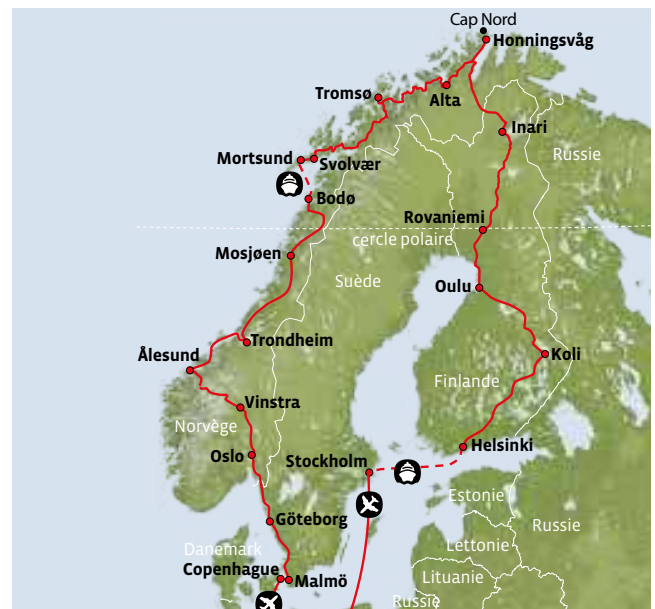 Cap Nord
Honningsvåg
Tromsø
Alta
Inari
Russie
Mortsund
Svolvær
Bodø
Rovaniemi
cercle polaire
Mosjøen
Suède
Oulu
Trondheim
Ålesund
Koli
Finlande
Vinstra
Norvège
Helsinki
Oslo
Stockholm
Estonie
Göteborg
Russie
Danemark
Lettonie
Copenhague
Malmö
Lituanie
Russie